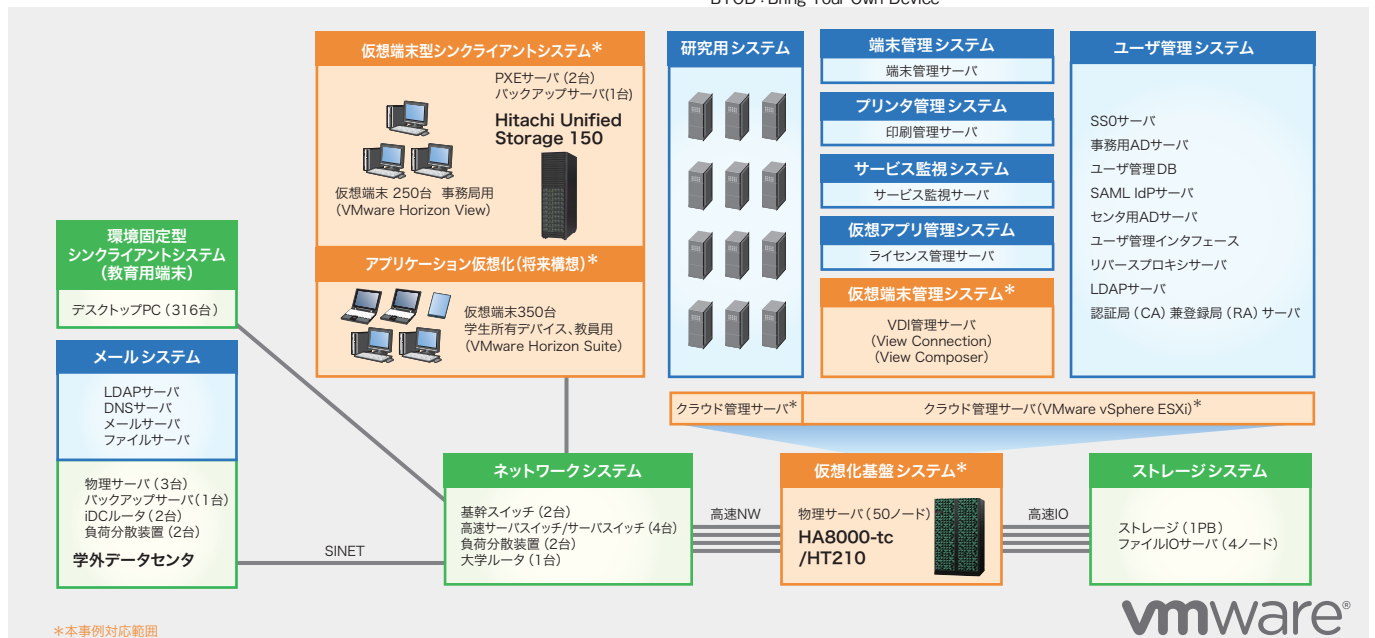 BYOD：Bring Your Own Device
仮想端末型シンクライアントシステム＊
PXEサーバ（2台）
バックアップサーバ(1台)
Hitachi Unified
Storage 150
仮想端末 250台 事務局用
（VMware Horizon View）
アプリケーション仮想化（将来構想）＊
仮想端末350台
学生所有デバイス、教員用
（VMware Horizon Suite）
研究用システム
端末管理システム
端末管理サーバ
プリンタ管理システム
印刷管理サーバ
サービス監視システム
サービス監視サーバ
仮想アプリ管理システム
ライセンス管理サーバ
仮想端末管理システム＊
VDI管理サーバ
（View Connection）
（View Composer）
ユーザ管理システム
SSOサーバ
事務用ADサーバ
ユーザ管理DB
SAML IdPサーバ
センタ用ADサーバ
ユーザ管理インタフェース
リバースプロキシサーバ
LDAPサーバ
認証局（CA）兼登録局（RA）サーバ
環境固定型
シンクライアントシステム
（教育用端末）
デスクトップPC（316台）
メールシステム
LDAPサーバ
DNSサーバ
メールサーバ
ファイルサーバ
物理サーバ（3台）
バックアップサーバ（1台）
iDCルータ（2台）
負荷分散装置（2台）
学外データセンタ
SINET
クラウド管理サーバ＊
クラウド管理サーバ（VMware vSphere ESXi）＊
ネットワークシステム
基幹スイッチ（2台）
高速サーバスイッチ/サーバスイッチ（4台）
負荷分散装置（2台）
大学ルータ（1台）
高速NW
仮想化基盤システム＊
物理サーバ（50ノード）
HA8000-tc
/HT210
高速IO
ストレージシステム
ストレージ（1PB）
ファイルIOサーバ（4ノード）
＊本事例対応範囲
vmware®